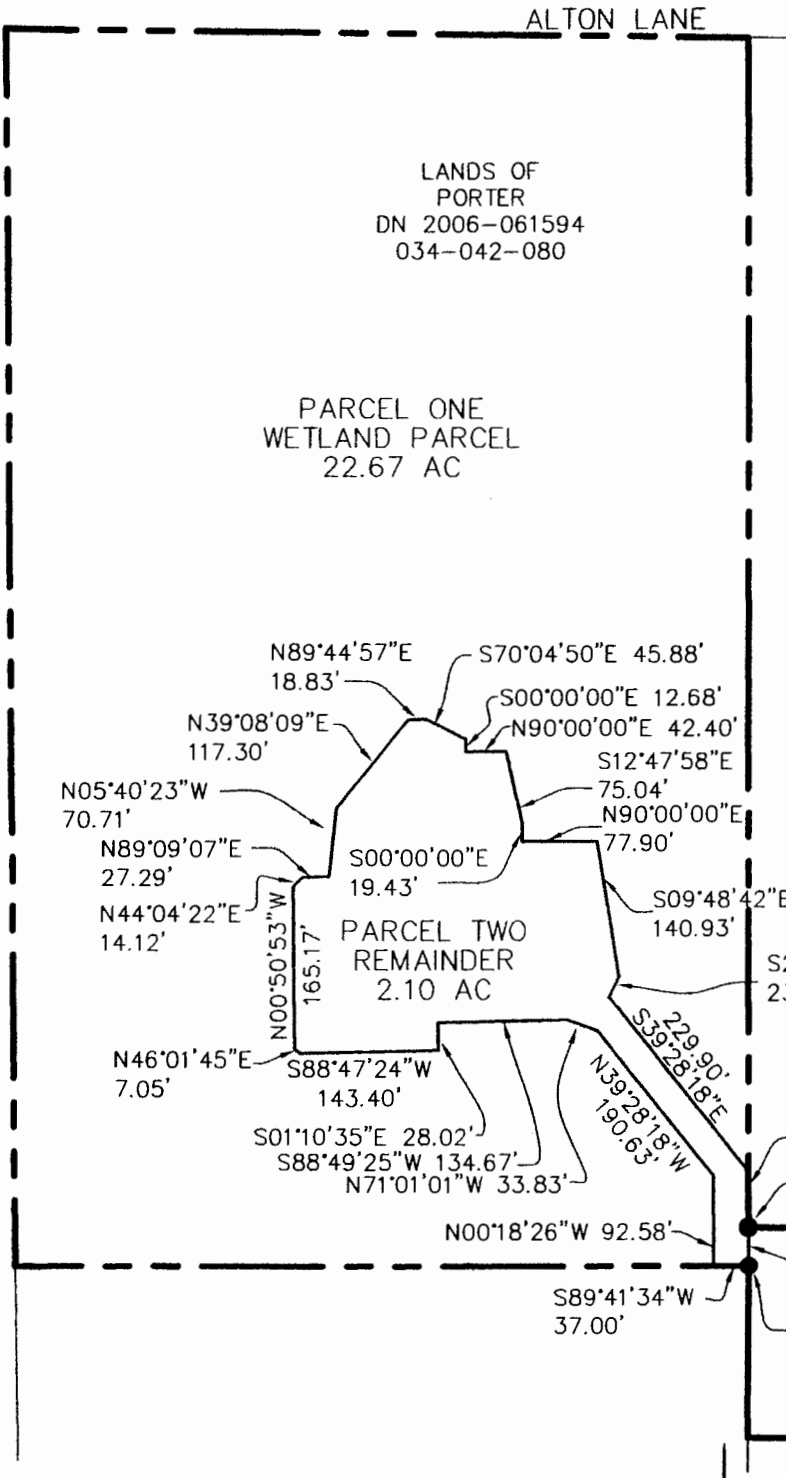 ALTON LANE
LANDS OF
PORTER
DN 2006-061594
034-042-080
PARCEL ONE
WETLAND PARCEL
22.67 AC
N89°44'57"E
18.83'
S70°04'50"E 45.88'
S00°00'00"E 12.68'
N90°00'00"E 42.40'
N39°08'09"E
117.30'
S12°47'58"E
75.04'
N05°40'23"W
70.71'
N90°00'00"E
77.90'
N89°09'07"E
27.29'
S00°00'00"E
19.43'
N44°04'22"E
14.12'
S09°48'42"E
140.93'
N00°50'53"W
165.17'
PARCEL TWO
REMAINDER
2.10 AC
S2
23
229.90'
S39°28'18"E
N46°01'45"E
7.05'
S88°47'24"W
143.40'
N39°28'18"W
190.63'
S01°10'35"E 28.02'
S88°49'25"W 134.67'
N71°01'01"W 33.83'
N00°18'26"W 92.58'
S89°41'34"W
37.00'